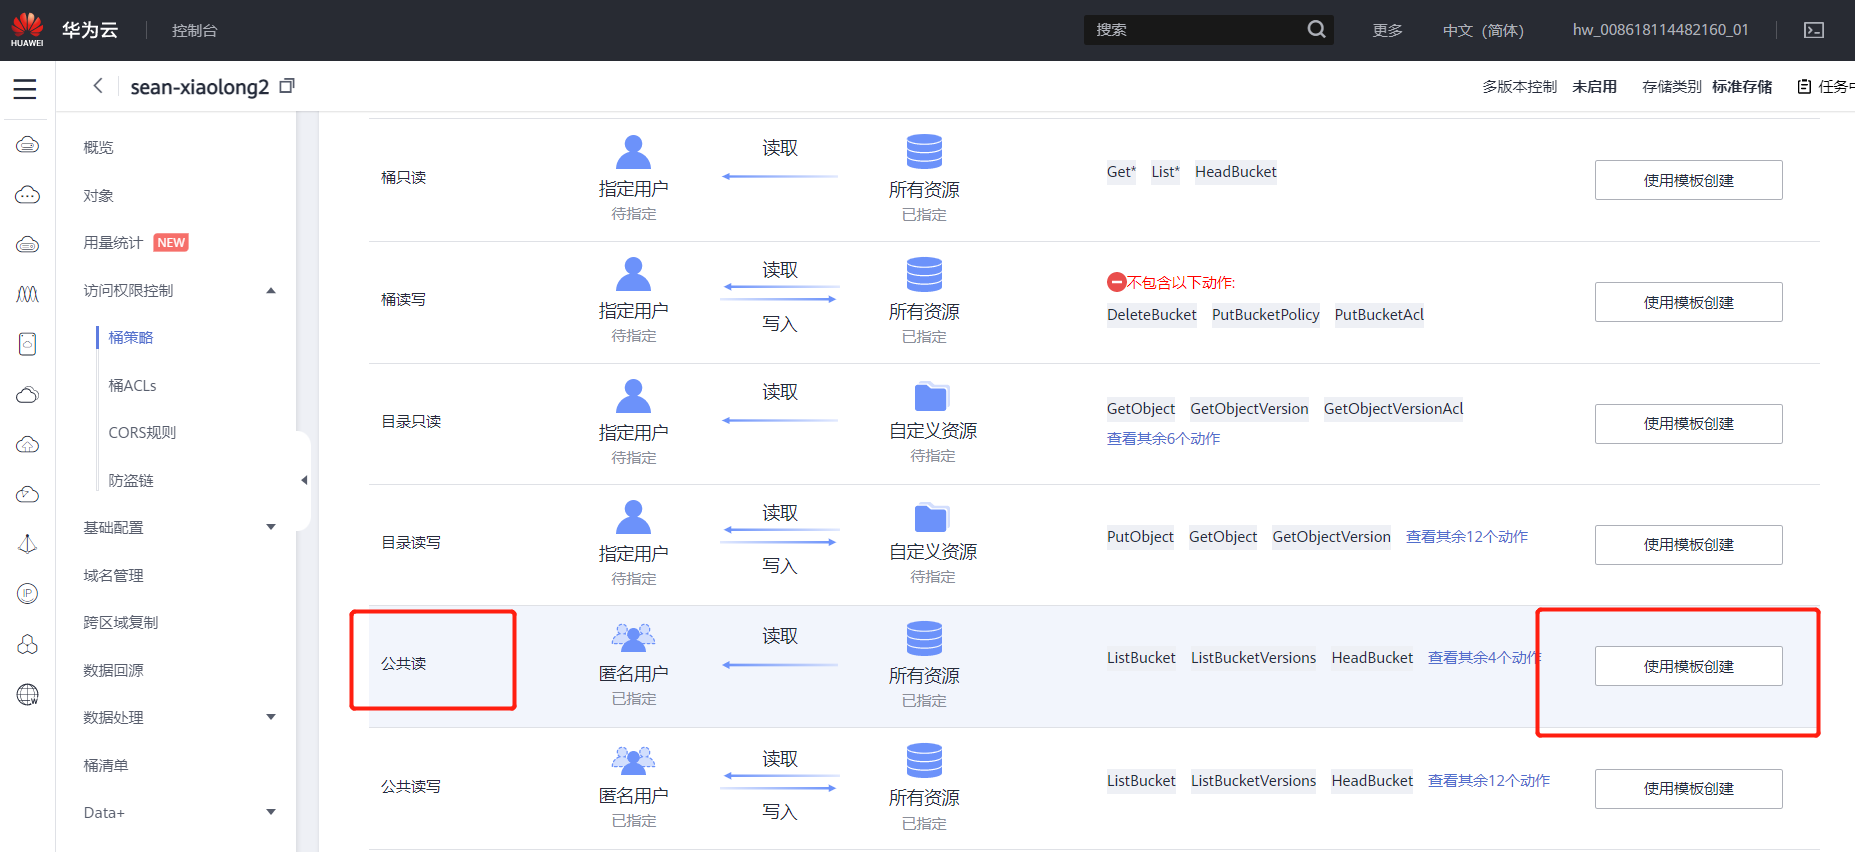 HUAWEI
华为云
控制台
搜索
更多
中文（简体）
hw_008618114482160_01
sean-xiaolong2
多版本控制 未启用
存储类别 标准存储
任务中
概览
对象
用量统计 NEW
访问权限控制
桶策略
桶ACLs
CORS规则
防盗链
基础配置
域名管理
跨区域复制
数据回源
数据处理
桶清单
Data+
IP
W
桶只读
指定用户
待指定
读取
所有资源
已指定
Get* List* HeadBucket
使用模板创建
桶读写
指定用户
待指定
读取
写入
所有资源
已指定
不包含以下动作:
DeleteBucket PutBucketPolicy PutBucketAcl
使用模板创建
目录只读
指定用户
待指定
读取
自定义资源
待指定
GetObject GetObjectVersion GetObjectVersionAcl
查看其余6个动作
使用模板创建
目录读写
指定用户
待指定
读取
写入
自定义资源
待指定
PutObject GetObject GetObjectVersion 查看其余12个动作
使用模板创建
公共读
匿名用户
已指定
读取
所有资源
已指定
ListBucket ListBucketVersions HeadBucket 查看其余4个动作
使用模板创建
公共读写
匿名用户
已指定
读取
写入
所有资源
已指定
ListBucket ListBucketVersions HeadBucket 查看其余12个动作
使用模板创建